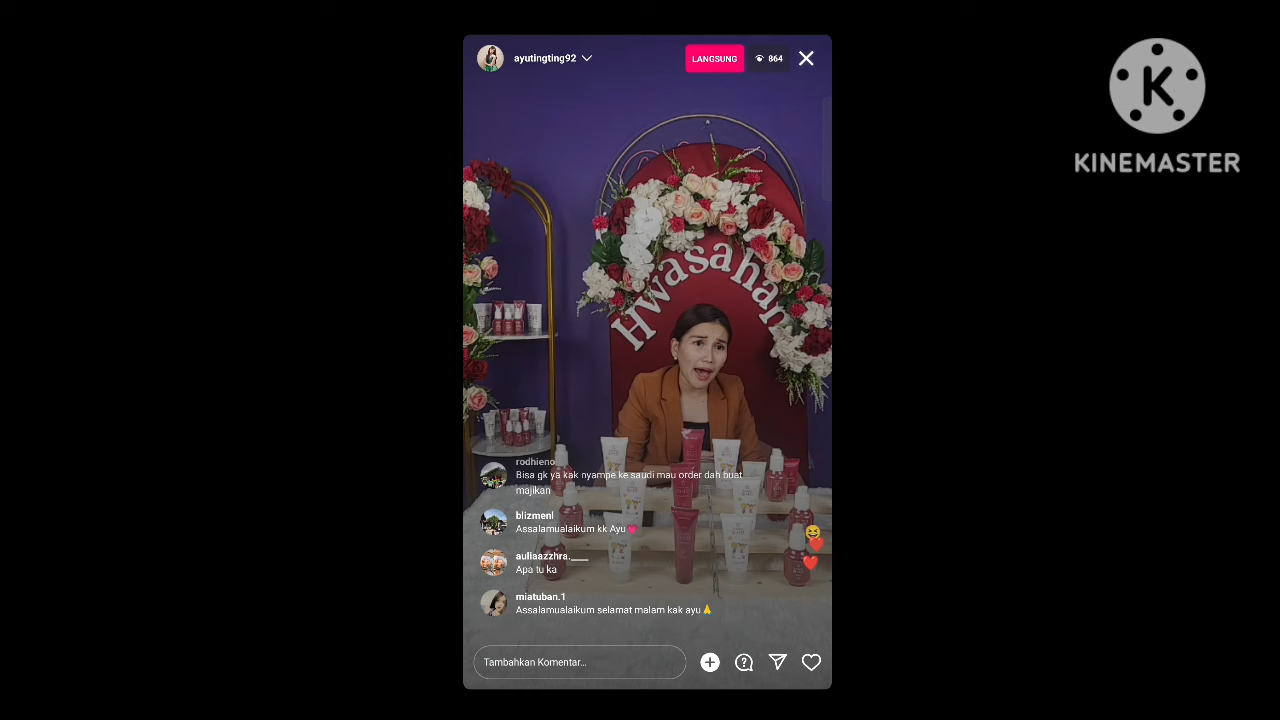 ayutingting92
LANGSUNG
864
KINEMASTER
Hwasahan
rodhieno
Bisa gk ya kak nyampe ke saudi mau order dah buat
majikan
blizmenl
Assalamualaikum kk Ayu💗
auliaazzhra.____
Apa tu ka
miatuban.1
Assalamualaikum selamat malam kak ayu🙏
Tambahkan Komentar...